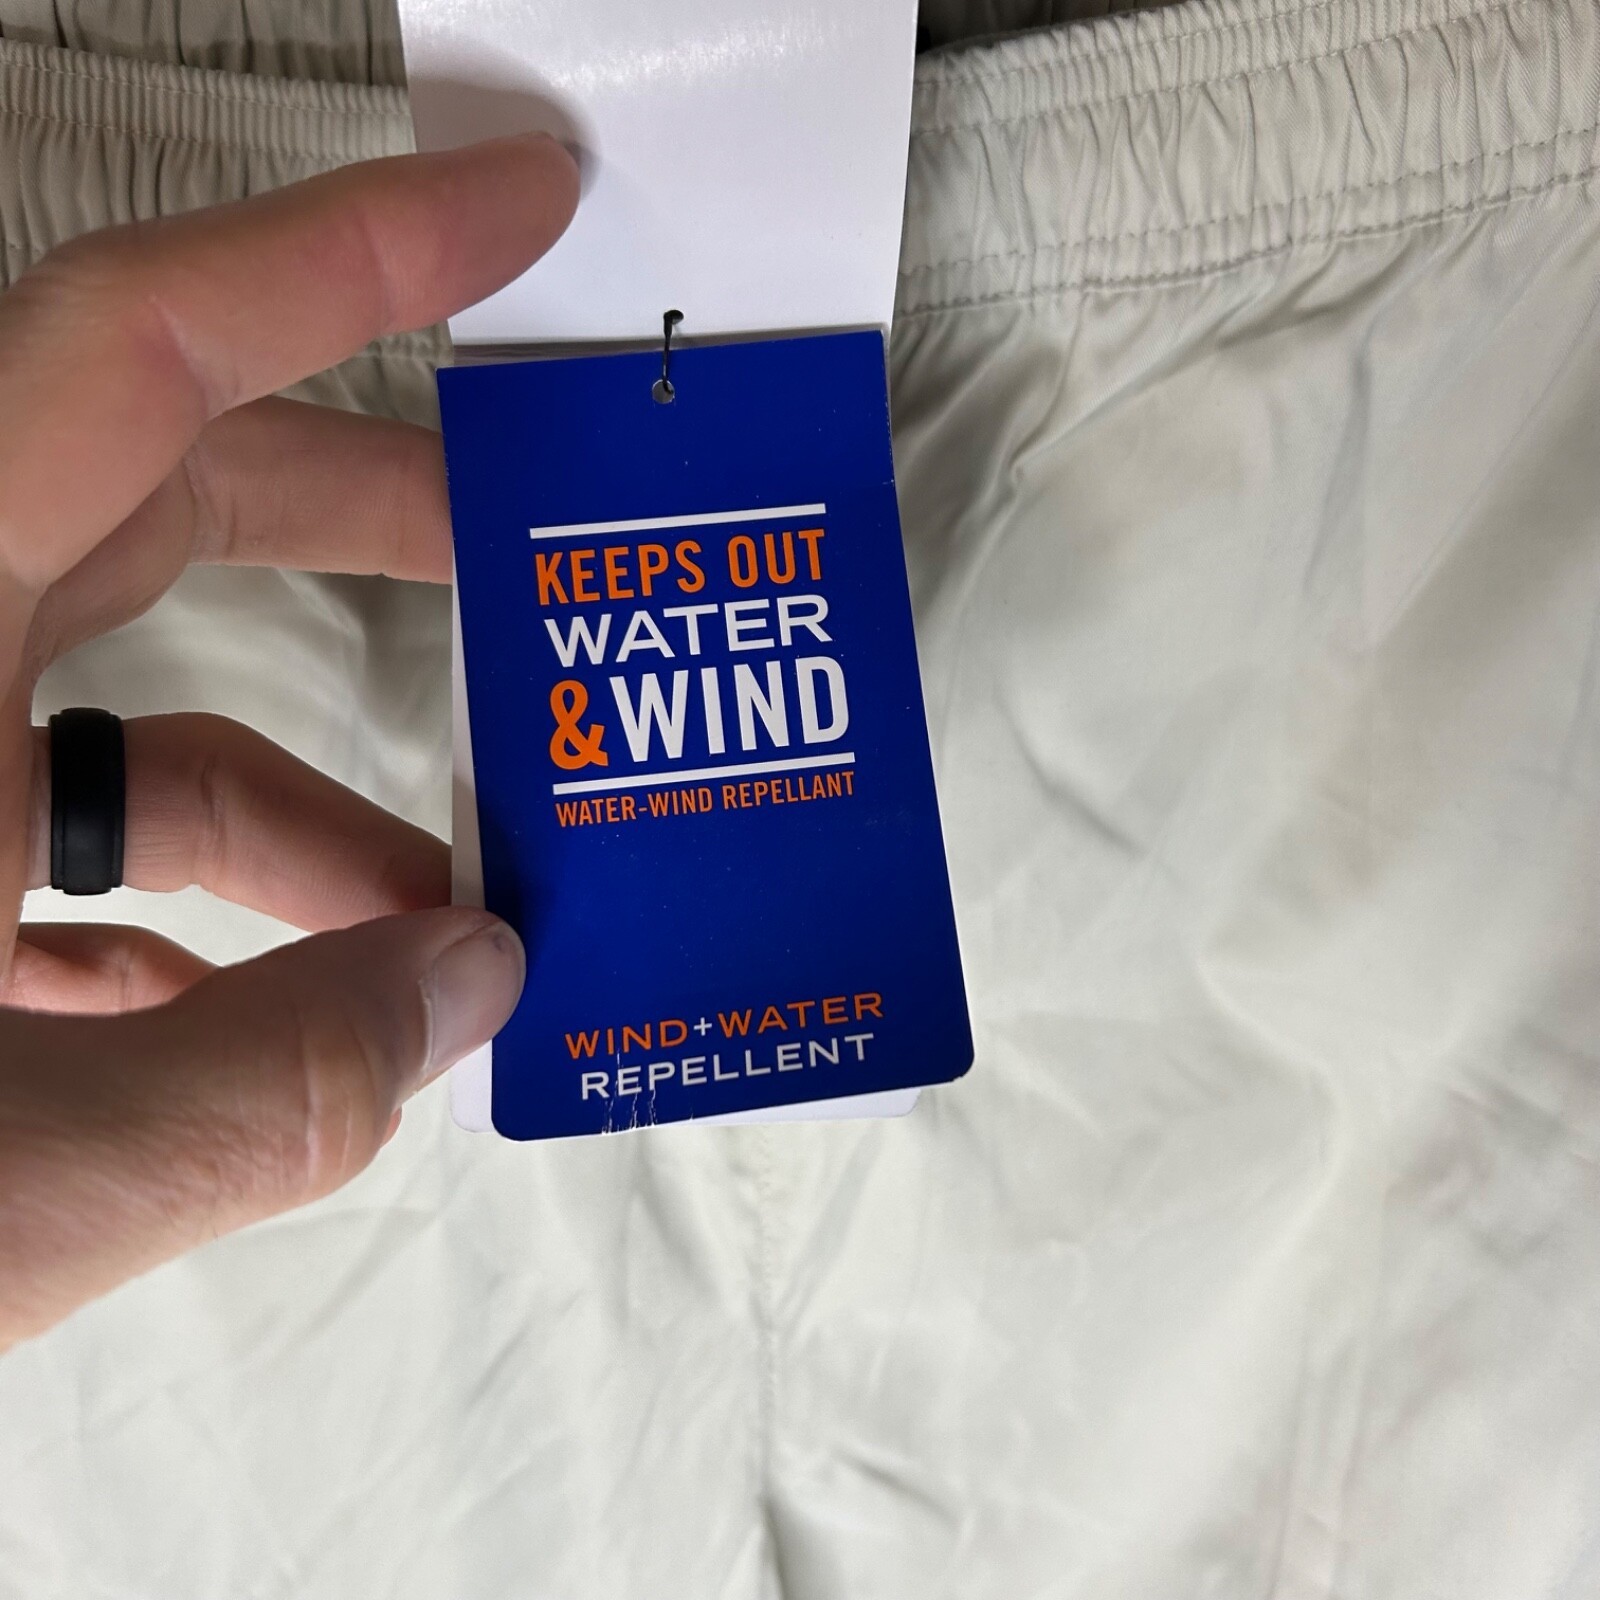 KEEPS OUT
WATER
& WIND
WATER-WIND REPELLANT
WIND+WATER
REPELLENT